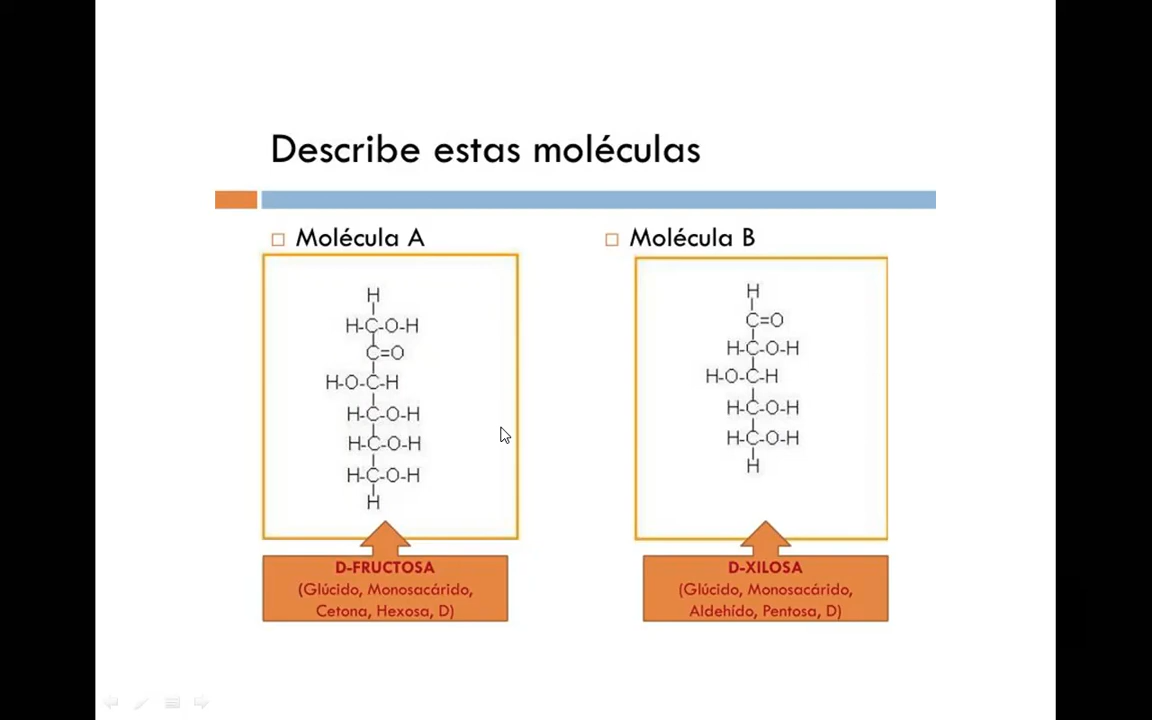 Describe estas moléculas
Molécula A
H
H-C-O-H
C=O
H-O-C-H
H-C-O-H
H-C-O-H
H-C-O-H
H
D-FRUCTOSA
(Glúcido, Monosacárido,
Cetona, Hexosa, D)
Molécula B
H
C=O
H-C-O-H
H-O-C-H
H-C-O-H
H-C-O-H
H
D-XILOSA
(Glúcido, Monosacárido,
Aldehído, Pentosa, D)